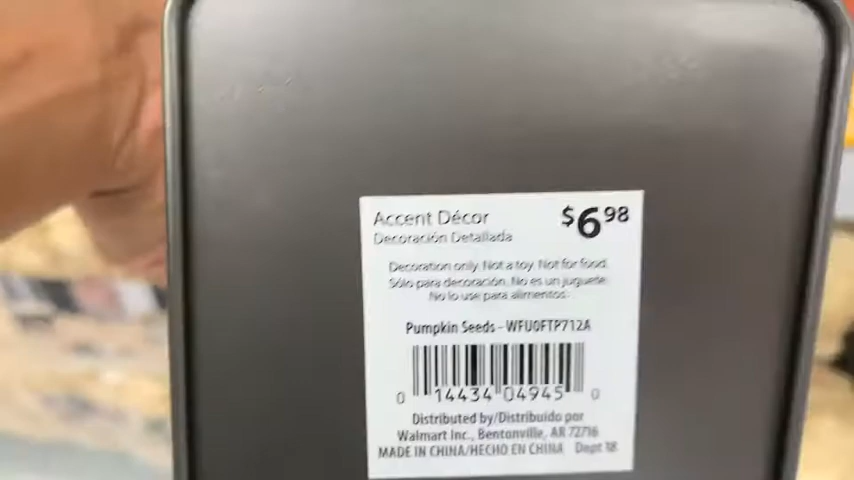 Accent Décor
$6.98
Decoración Detallada
Decoration only. Not a toy. Not for food.
Sólo para decoración. No es un juguete.
No lo use para alimentos.
Pumpkin Seeds - WFU0FTP712A
0 14434 04945 0
Distributed by/Distribuido por
Walmart Inc., Bentonville, AR 72716
MADE IN CHINA/HECHO EN CHINA Dept 18